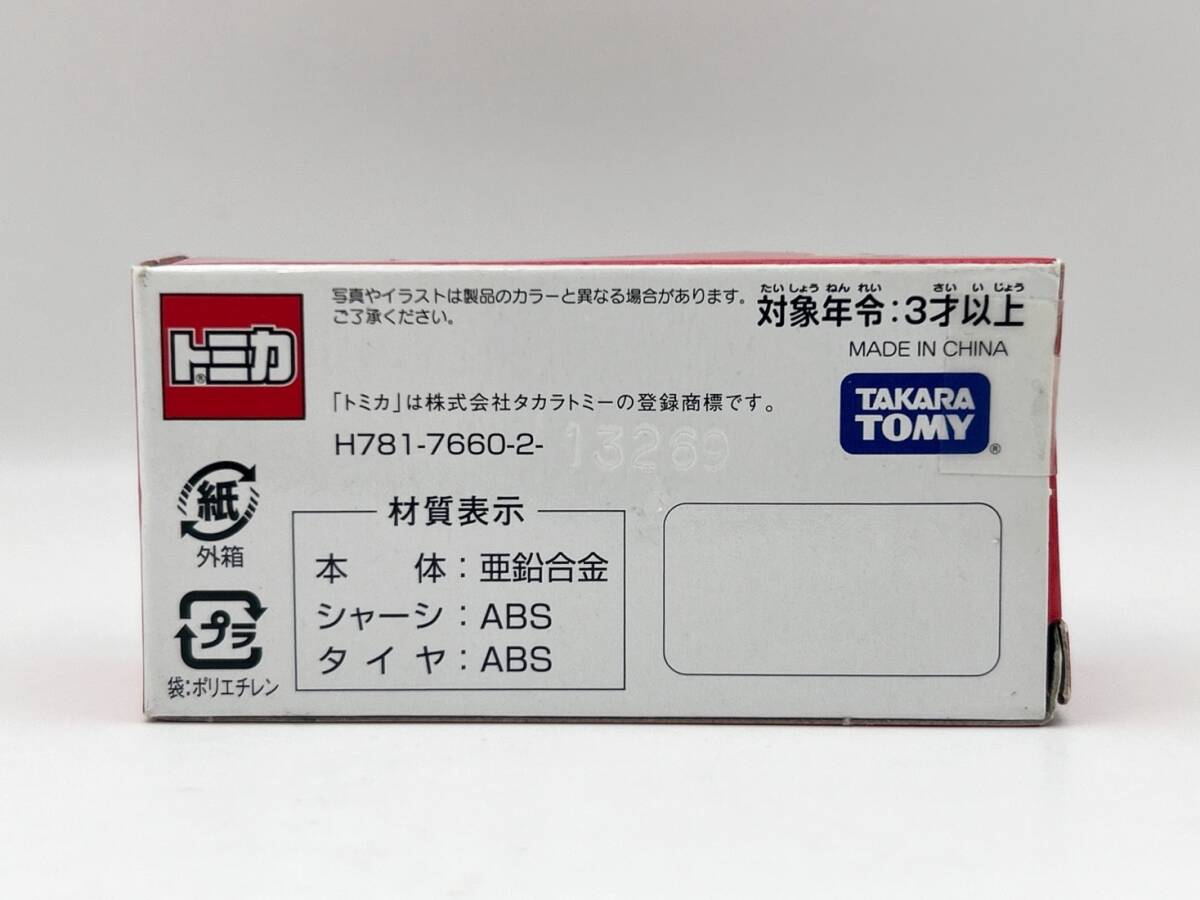 トミカ®
写真やイラストは製品のカラーと異なる場合があります。
ご了承ください。
たいしょうねんれい さいいじょう
対象年令:3才以上
MADE IN CHINA
「トミカ」は株式会社タカラトミーの登録商標です。
TAKARA
TOMY®
H781-7660-2- 13269
紙
外箱
プラ
袋:ポリエチレン
材質表示
本 体:亜鉛合金
シャーシ:ABS
タイヤ:ABS